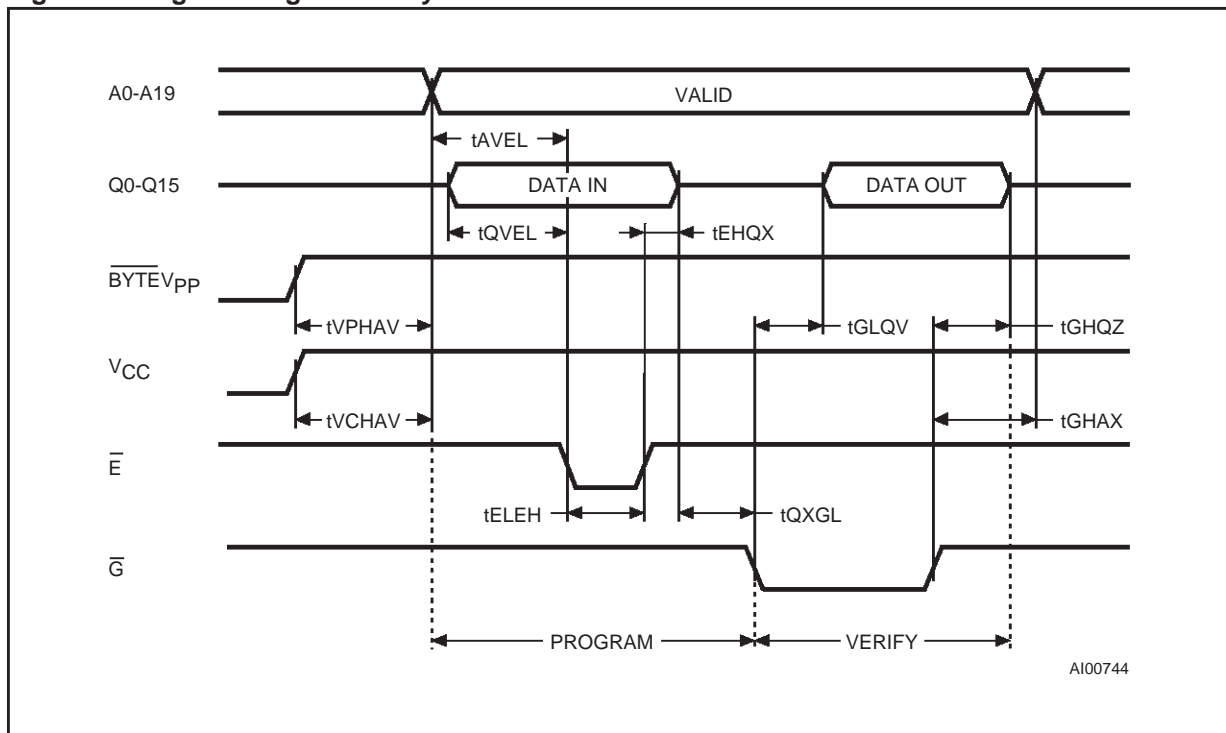 A0-A19
VALID
tAVEL
Q0-Q15
DATA IN
DATA OUT
tQVEL
tEHQX
BYTEVPP
tVPHAV
tGLQV
tGHQZ
VCC
tVCHAV
tGHAX
E
tELEH
tQXGL
G
PROGRAM
VERIFY
AI00744